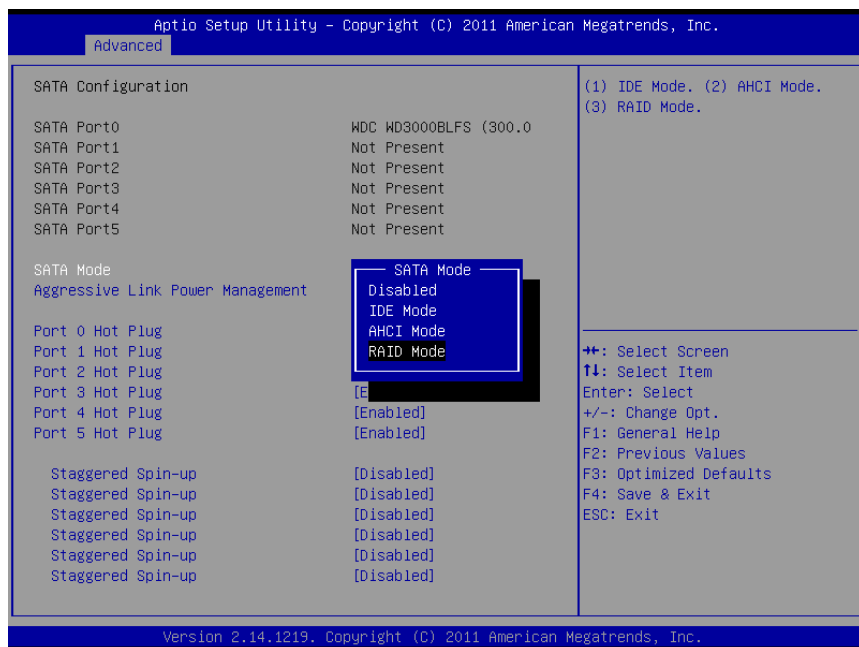 Aptio Setup Utility – Copyright (C) 2011 American Megatrends, Inc.
Advanced
SATA Configuration
SATA Port0 WDC WD3000BLFS (300.0
SATA Port1 Not Present
SATA Port2 Not Present
SATA Port3 Not Present
SATA Port4 Not Present
SATA Port5 Not Present
SATA Mode
Aggressive Link Power Management
Port 0 Hot Plug
Port 1 Hot Plug
Port 2 Hot Plug
Port 3 Hot Plug [E
Port 4 Hot Plug [Enabled]
Port 5 Hot Plug [Enabled]
Staggered Spin-up [Disabled]
Staggered Spin-up [Disabled]
Staggered Spin-up [Disabled]
Staggered Spin-up [Disabled]
Staggered Spin-up [Disabled]
Staggered Spin-up [Disabled]
SATA Mode
Disabled
IDE Mode
AHCI Mode
RAID Mode
(1) IDE Mode. (2) AHCI Mode.
(3) RAID Mode.
→←: Select Screen
↑↓: Select Item
Enter: Select
+/-: Change Opt.
F1: General Help
F2: Previous Values
F3: Optimized Defaults
F4: Save & Exit
ESC: Exit
Version 2.14.1219. Copyright (C) 2011 American Megatrends, Inc.